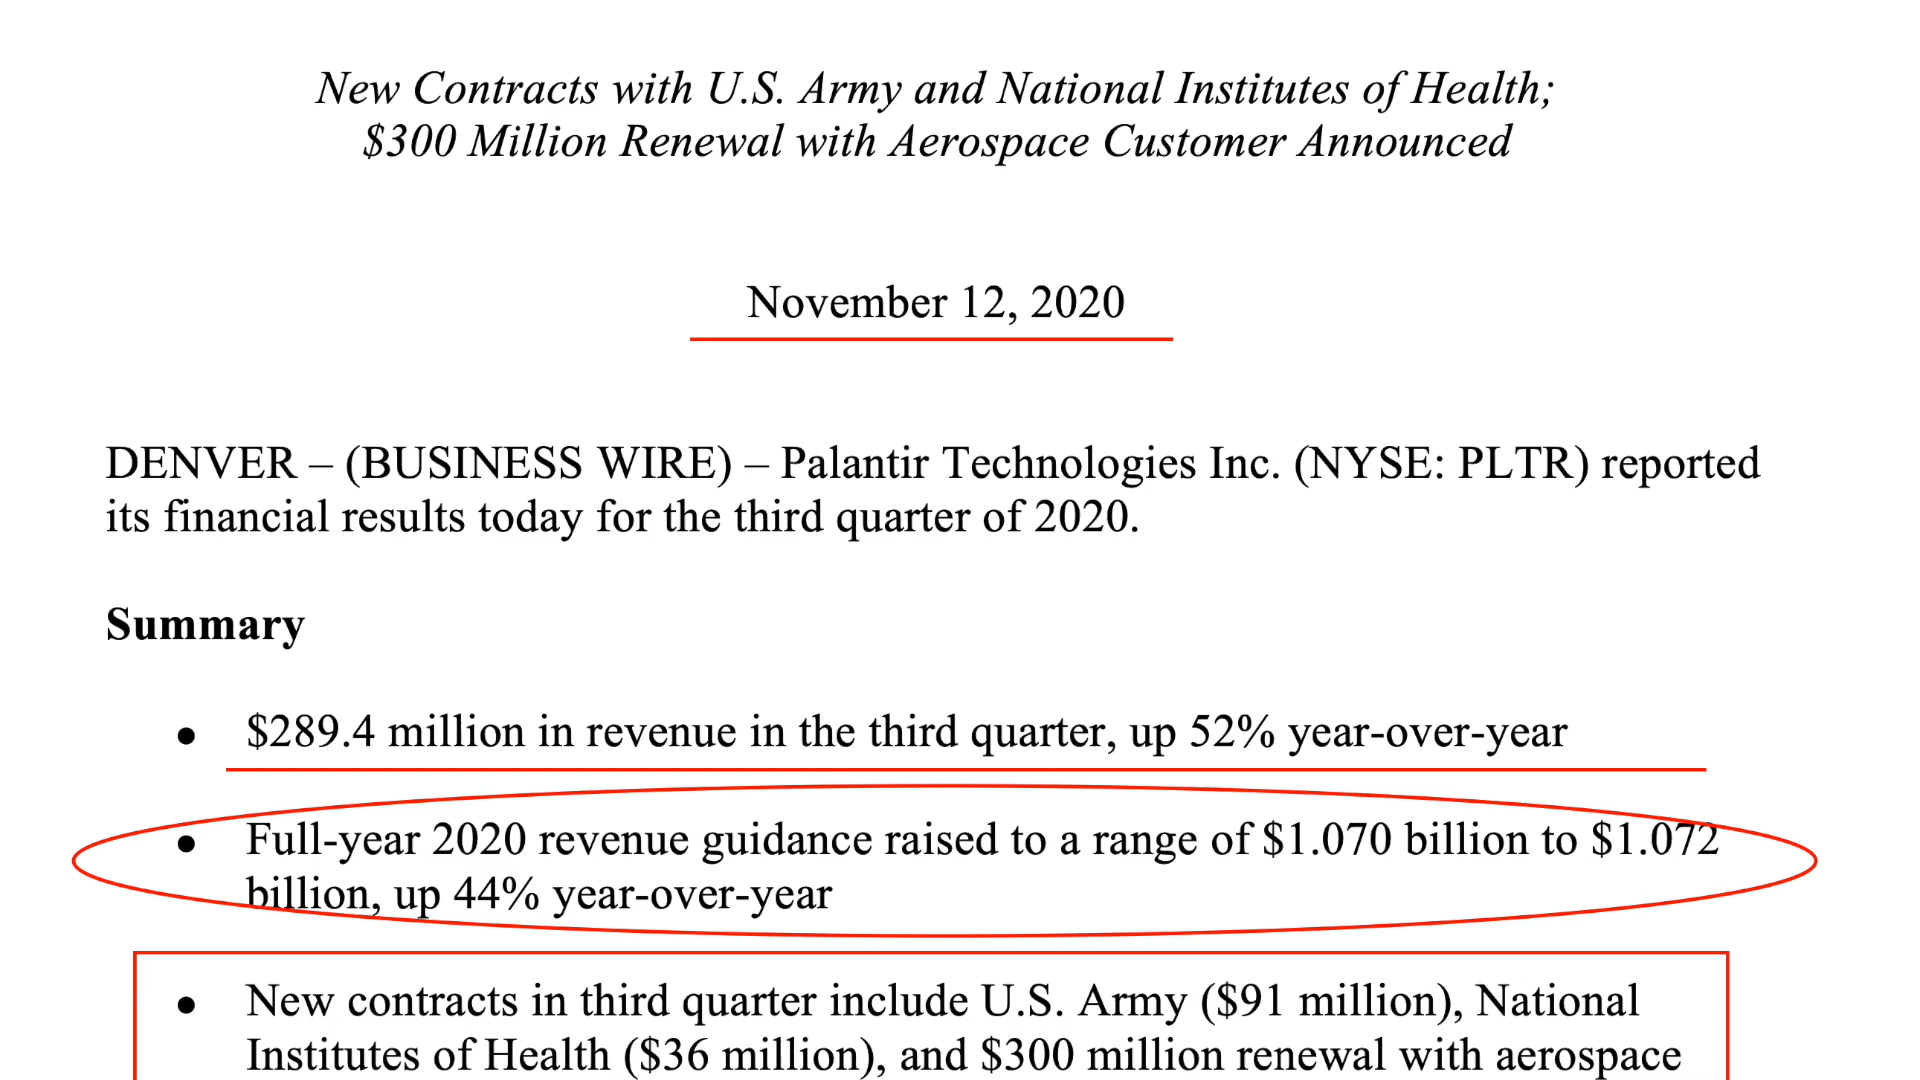 New Contracts with U.S. Army and National Institutes of Health;
$300 Million Renewal with Aerospace Customer Announced
November 12, 2020
DENVER – (BUSINESS WIRE) – Palantir Technologies Inc. (NYSE: PLTR) reported
its financial results today for the third quarter of 2020.
Summary
● $289.4 million in revenue in the third quarter, up 52% year-over-year
● Full-year 2020 revenue guidance raised to a range of $1.070 billion to $1.072
billion, up 44% year-over-year
● New contracts in third quarter include U.S. Army ($91 million), National
Institutes of Health ($36 million), and $300 million renewal with aerospace